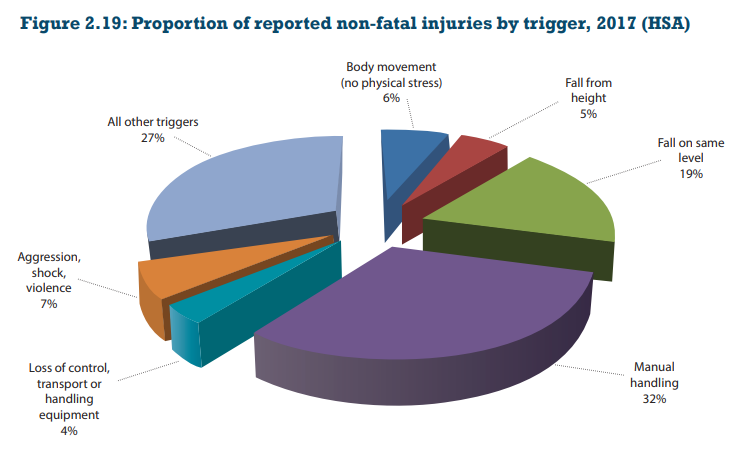 Figure 2.19: Proportion of reported non-fatal injuries by trigger, 2017 (HSA)
Body movement
(no physical stress)
6%
Fall from
height
5%
Fall on same
level
19%
Manual
handling
32%
Loss of control,
transport or
handling
equipment
4%
Aggression,
shock,
violence
7%
All other triggers
27%